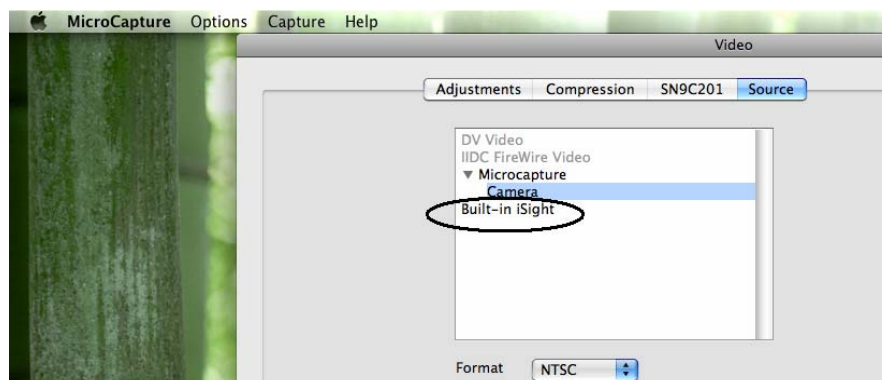 MicroCapture Options Capture Help
Video
Adjustments Compression SN9C201 Source
DV Video
IIDC FireWire Video
Microcapture
Camera
Built-in iSight
Format NTSC